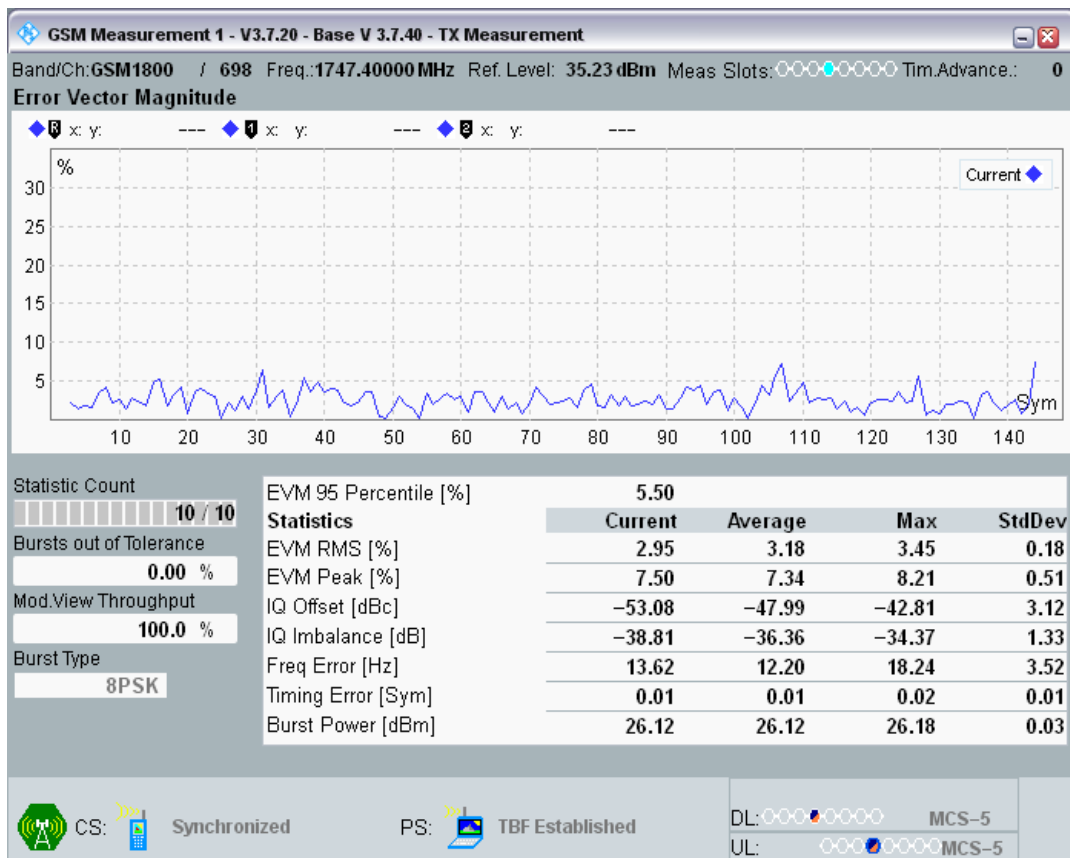 GSM Measurement 1 - V3.7.20 - Base V 3.7.40 - TX Measurement
Band/Ch:GSM1800 / 698 Freq.:1747.40000 MHz Ref. Level: 35.23 dBm Meas Slots: Tim.Advance.: 0
Error Vector Magnitude
R x: y: --- 1 x: y: --- 2 x: y: ---
%
Current
30
25
20
15
10
5
Sym
10 20 30 40 50 60 70 80 90 100 110 120 130 140
Statistic Count
10 / 10
Bursts out of Tolerance
0.00 %
Mod.View Throughput
100.0 %
Burst Type
8PSK
EVM 95 Percentile [%] 5.50
Statistics Current Average Max StdDev
EVM RMS [%] 2.95 3.18 3.45 0.18
EVM Peak [%] 7.50 7.34 8.21 0.51
IQ Offset [dBc] −53.08 −47.99 −42.81 3.12
IQ Imbalance [dB] −38.81 −36.36 −34.37 1.33
Freq Error [Hz] 13.62 12.20 18.24 3.52
Timing Error [Sym] 0.01 0.01 0.02 0.01
Burst Power [dBm] 26.12 26.12 26.18 0.03
CS: Synchronized PS: TBF Established
DL: MCS−5
UL: MCS−5